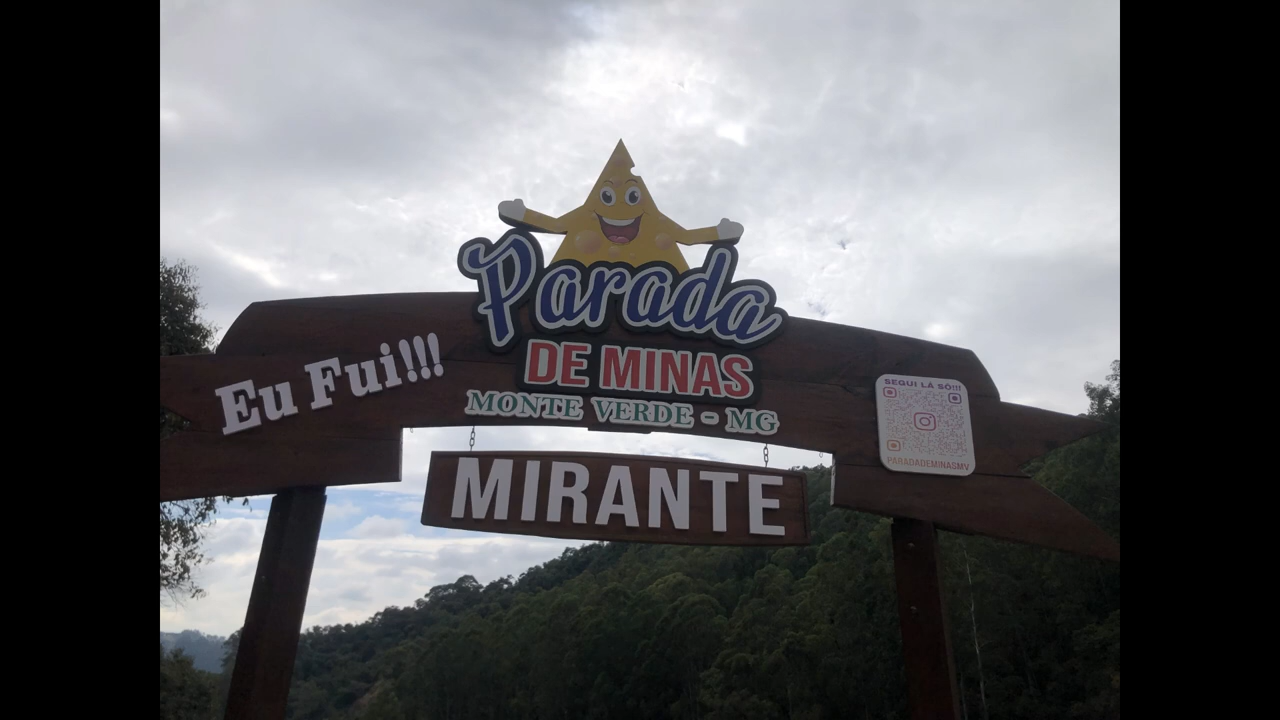 Parada
DE MINAS
MONTE VERDE - MG
Eu Fui!!!
MIRANTE
SEGUI LÁ SÔ!!!
PARADADEMINASMV